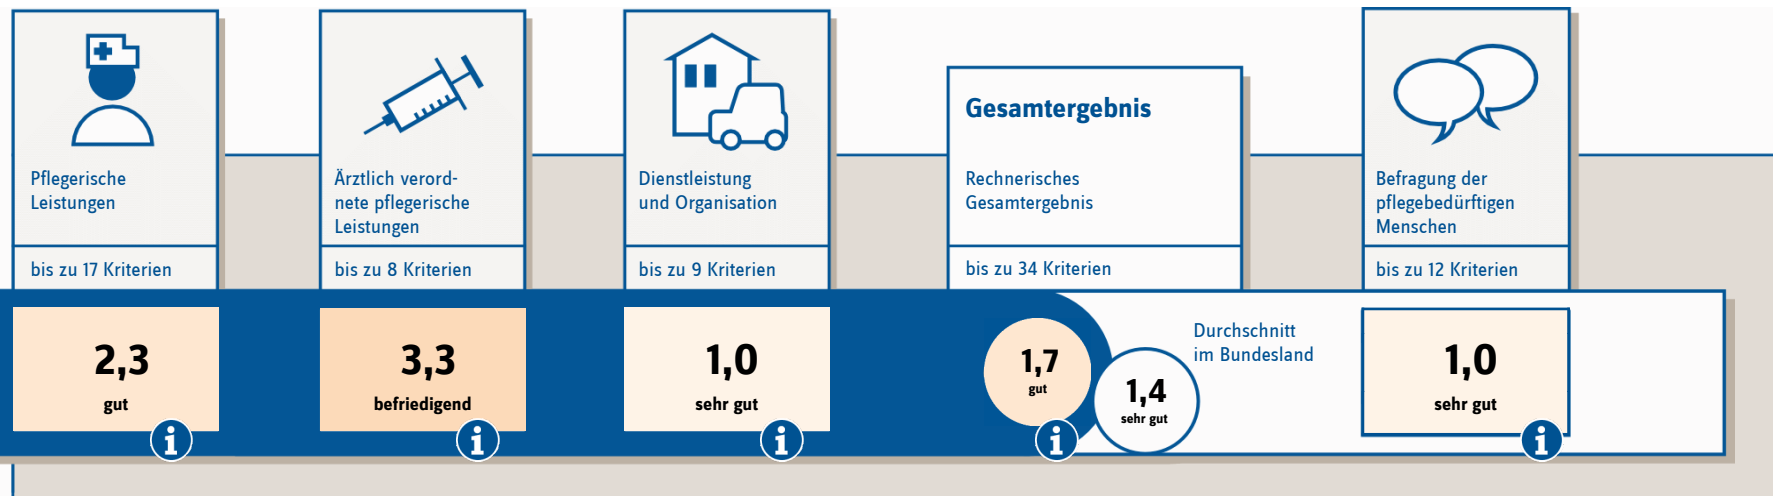 Pflegerische
Leistungen
bis zu 17 Kriterien
2,3
gut
i
Ärztlich verord-
nete pflegerische
Leistungen
bis zu 8 Kriterien
3,3
befriedigend
i
Dienstleistung
und Organisation
bis zu 9 Kriterien
1,0
sehr gut
i
Gesamtergebnis
Rechnerisches
Gesamtergebnis
bis zu 34 Kriterien
1,7
gut
i
1,4
sehr gut
Durchschnitt
im Bundesland
Befragung der
pflegebedürftigen
Menschen
bis zu 12 Kriterien
1,0
sehr gut
i